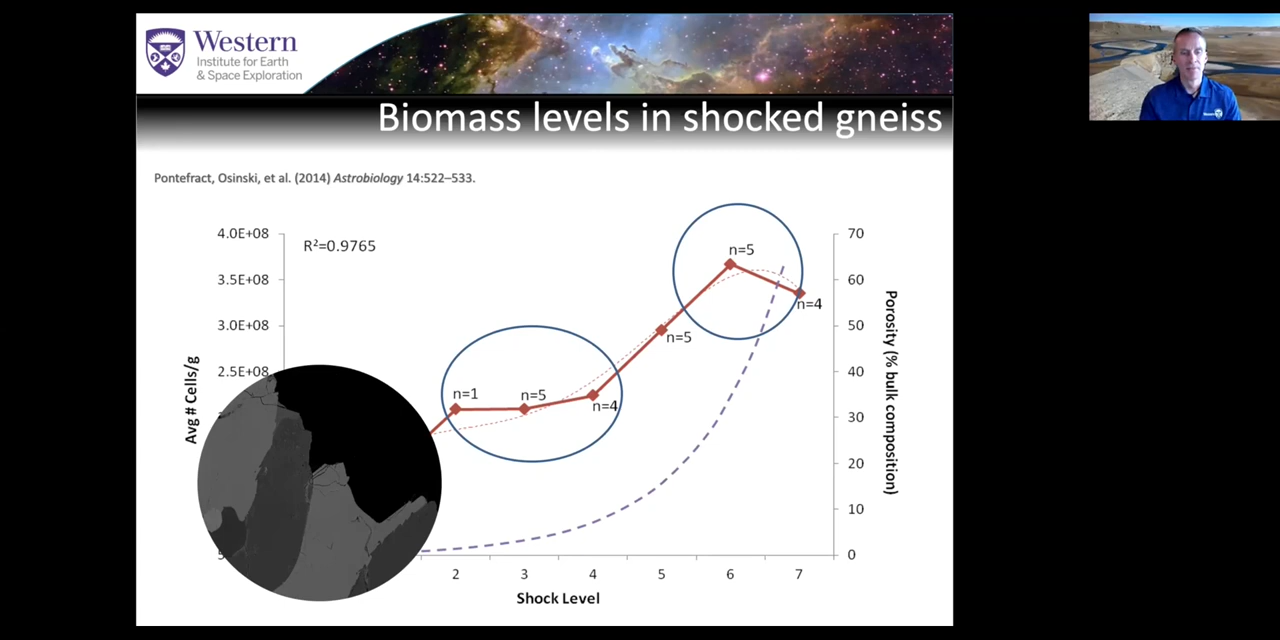 Western
Institute for Earth
& Space Exploration
Biomass levels in shocked gneiss
Pontefract, Osinski, et al. (2014) Astrobiology 14:522–533.
4.0E+08
R²=0.9765
n=5
70
3.5E+08
60
n=4
3.0E+08
n=5
50
2.5E+08
40
n=1
n=5
n=4
30
20
10
0
Avg # Cells/g
Porosity (% bulk composition)
2
3
4
5
6
7
Shock Level